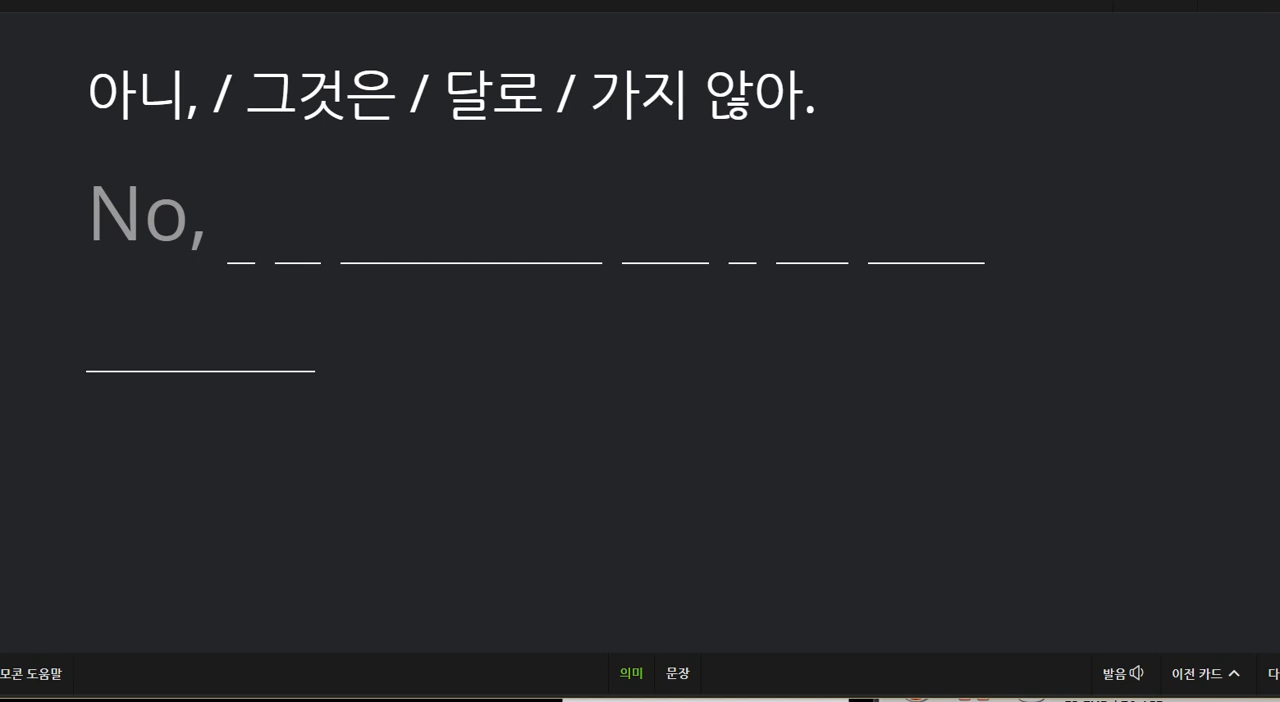 아니, / 그것은 / 달로 / 가지 않아.
No,
모콘 도움말
의미
문장
발음
이전 카드
다